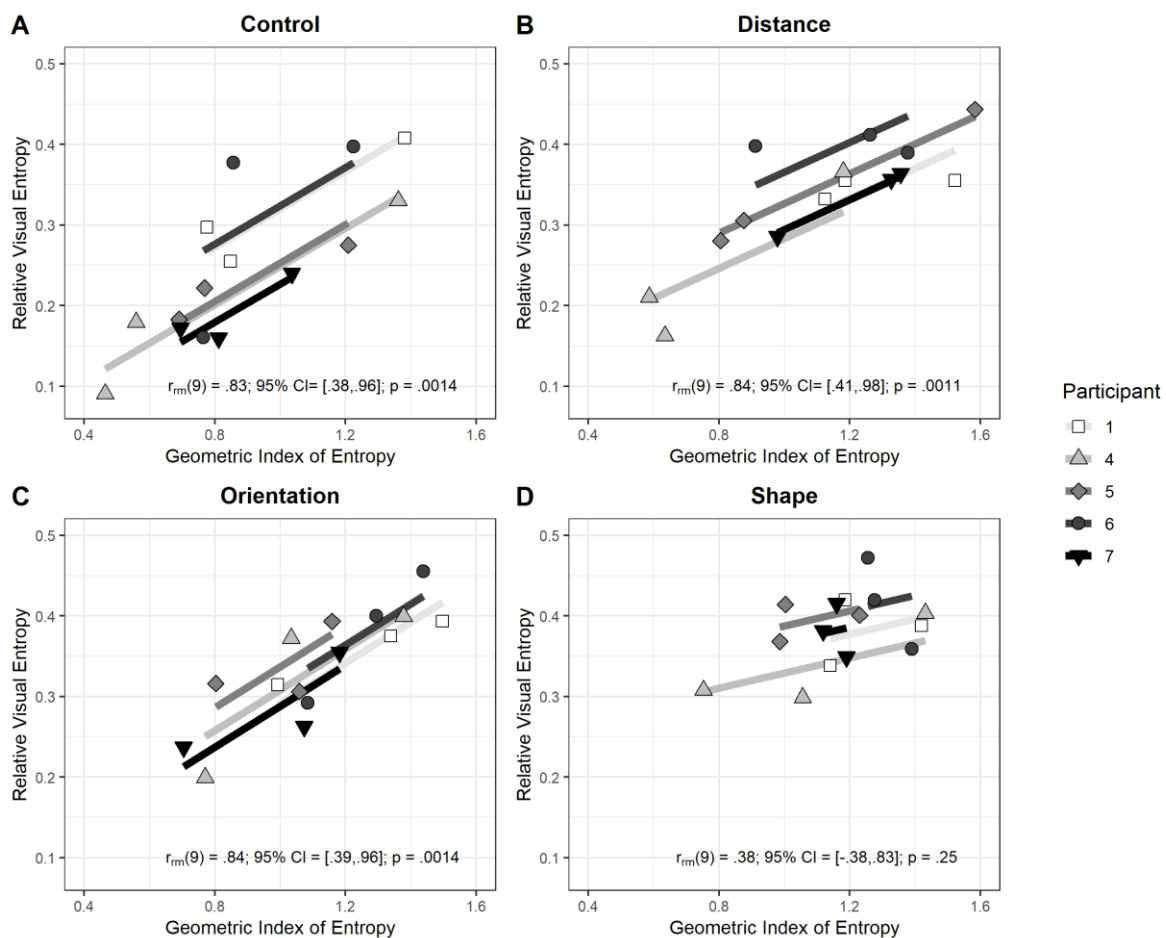 A Control
0.5
0.4
0.3
0.2
0.1
Relative Visual Entropy
r_rm(9) = .83; 95% CI= [.38,.96]; p = .0014
0.4 0.8 1.2 1.6
Geometric Index of Entropy
B Distance
0.5
0.4
0.3
0.2
0.1
Relative Visual Entropy
r_rm(9) = .84; 95% CI= [.41,.98]; p = .0011
0.4 0.8 1.2 1.6
Geometric Index of Entropy
C Orientation
0.5
0.4
0.3
0.2
0.1
Relative Visual Entropy
r_rm(9) = .84; 95% CI = [.39,.96]; p = .0014
0.4 0.8 1.2 1.6
Geometric Index of Entropy
D Shape
0.5
0.4
0.3
0.2
0.1
Relative Visual Entropy
r_rm(9) = .38; 95% CI = [-.38,.83]; p = .25
0.4 0.8 1.2 1.6
Geometric Index of Entropy
Participant
1
4
5
6
7